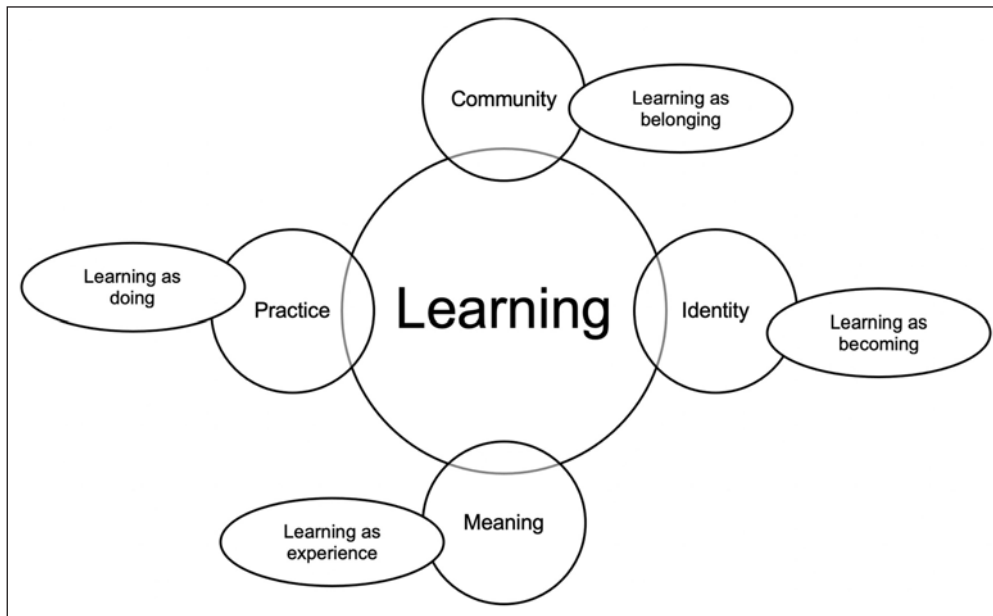 Community
Learning as
belonging
Learning as
doing
Practice
Learning
Identity
Learning as
becoming
Learning as
experience
Meaning